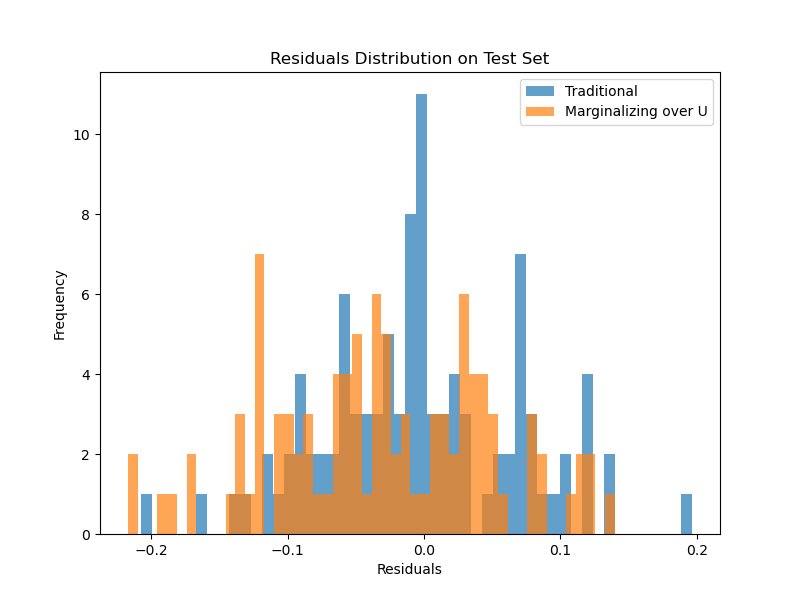 Residuals Distribution on Test Set
Traditional
Marginalizing over U
Frequency
10
8
6
4
2
0
−0.2 −0.1 0.0 0.1 0.2
Residuals